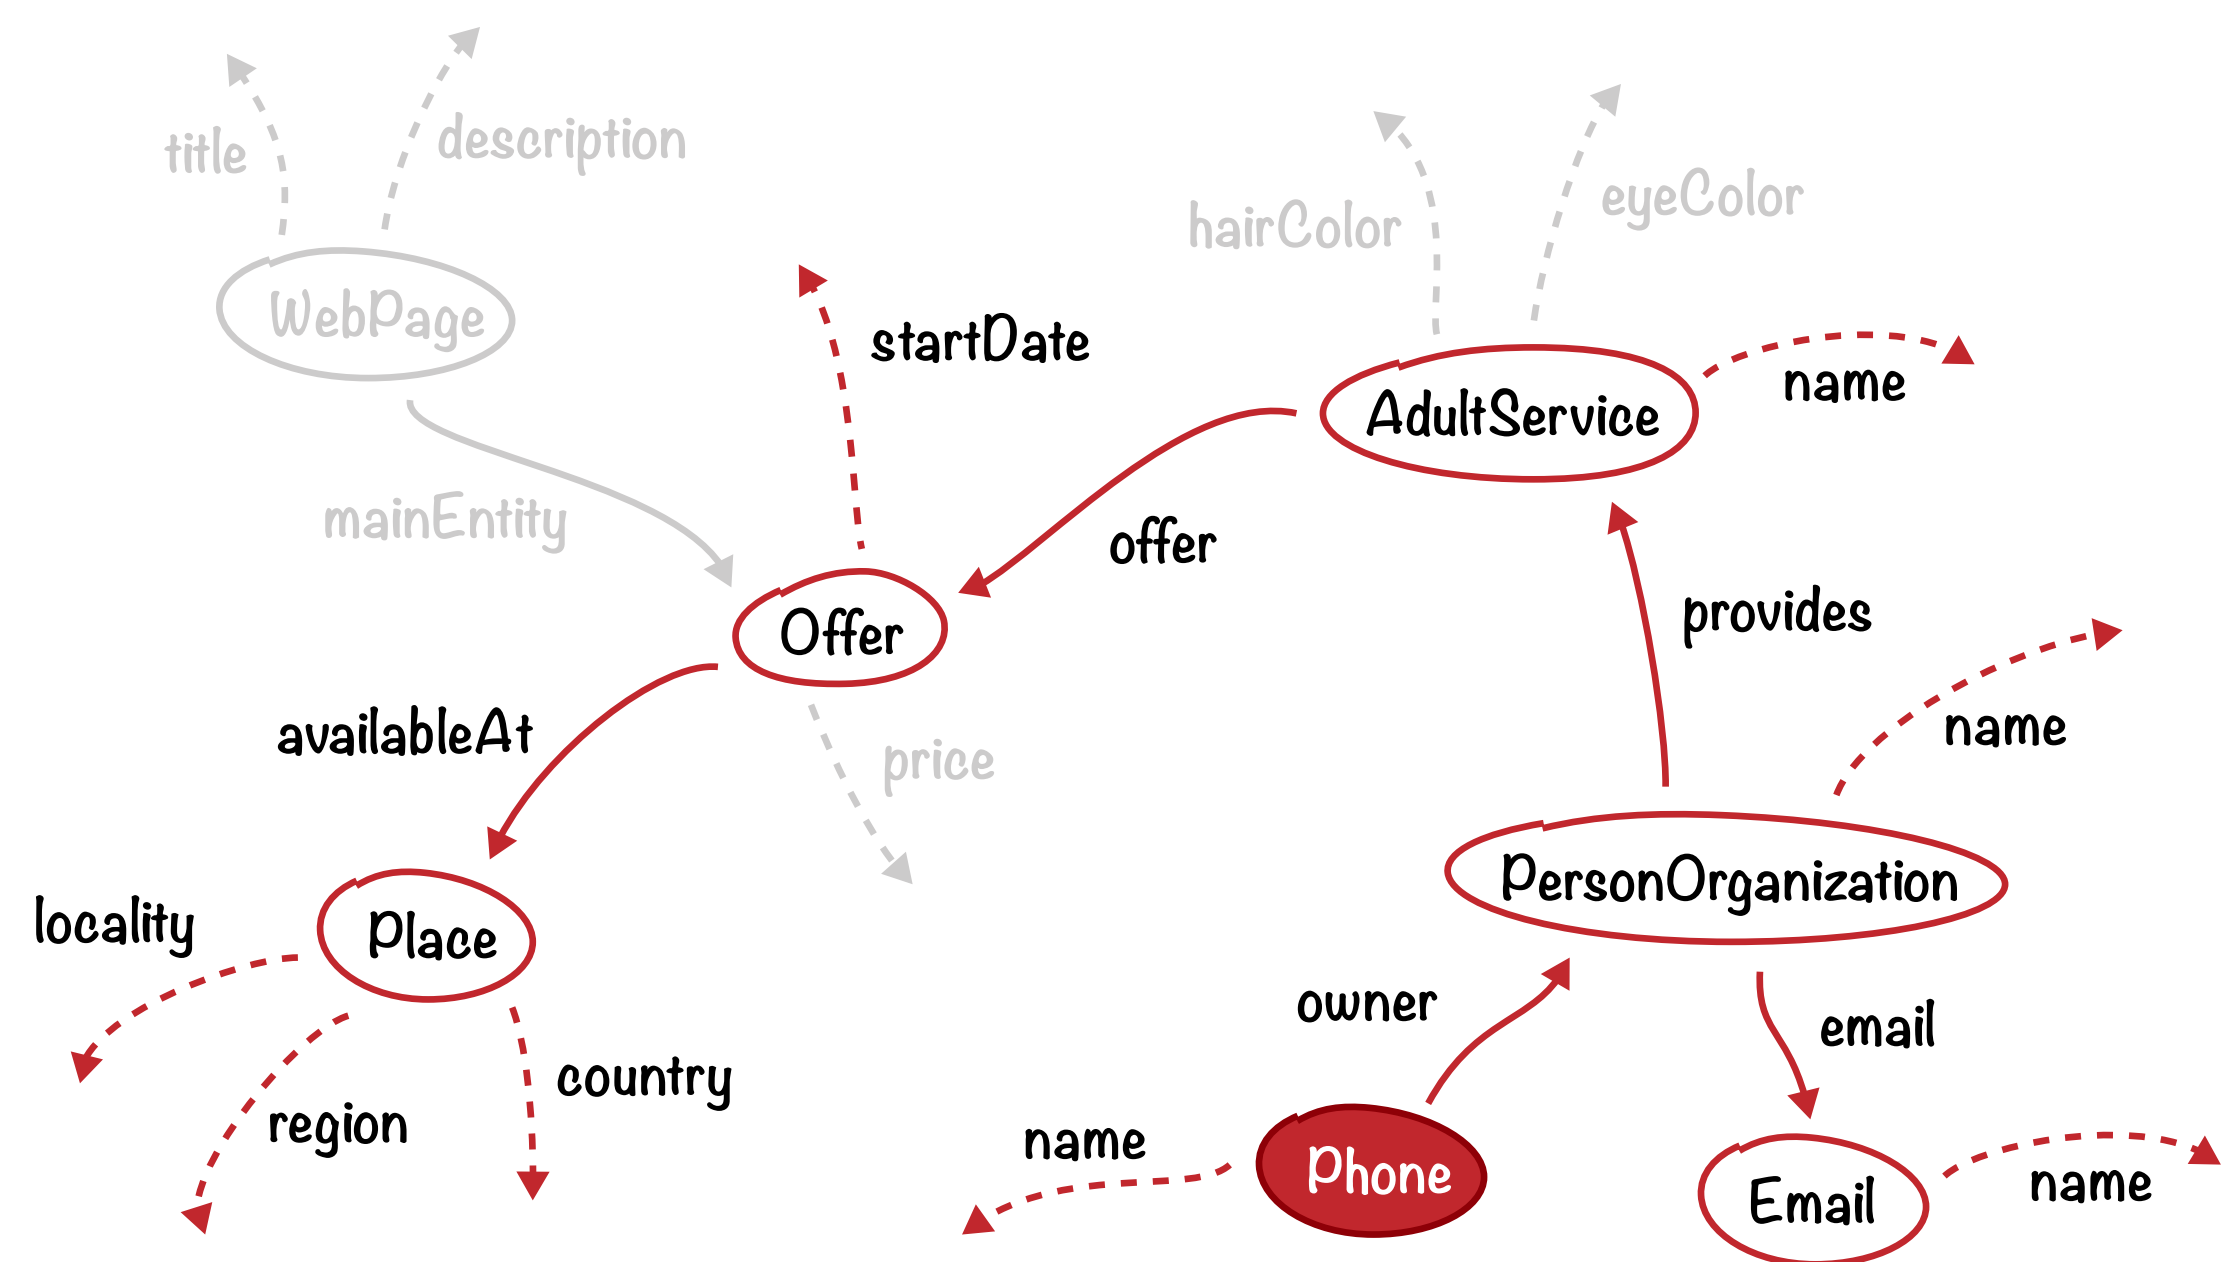 title
description
hairColor
eyeColor
WebPage
startDate
AdultService
name
mainEntity
offer
Offer
provides
availableAt
price
name
locality
Place
PersonOrganization
owner
email
region
country
name
Phone
Email
name